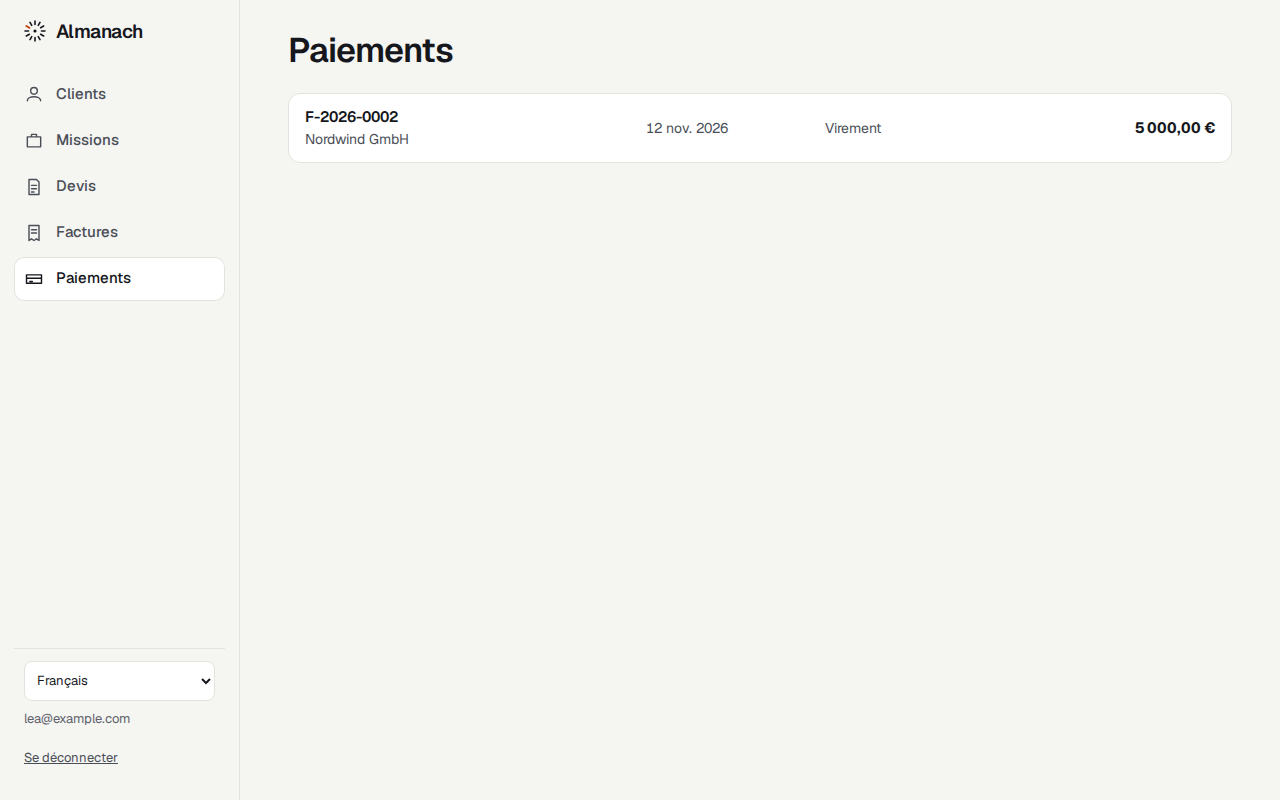 Almanach
Clients
Missions
Devis
Factures
Paiements
Français
lea@example.com
Se déconnecter
Paiements
F-2026-0002
Nordwind GmbH
12 nov. 2026
Virement
5 000,00 €